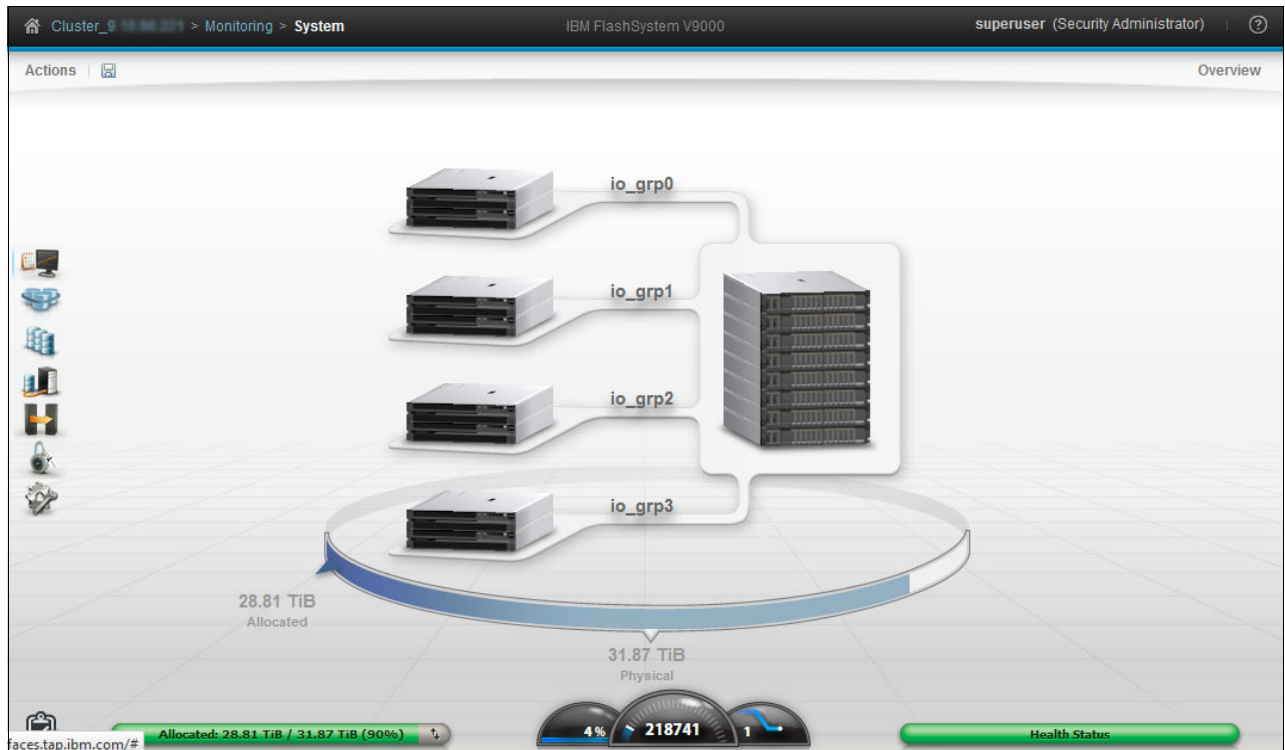 Cluster_9 > Monitoring > System
IBM FlashSystem V9000
superuser (Security Administrator)
?
Actions
Overview
io_grp0
io_grp1
io_grp2
io_grp3
28.81 TiB
Allocated
31.87 TiB
Physical
Allocated: 28.81 TiB / 31.87 TiB (90%)
4%
218741
1
Health Status
faces.tap.ibm.com/#